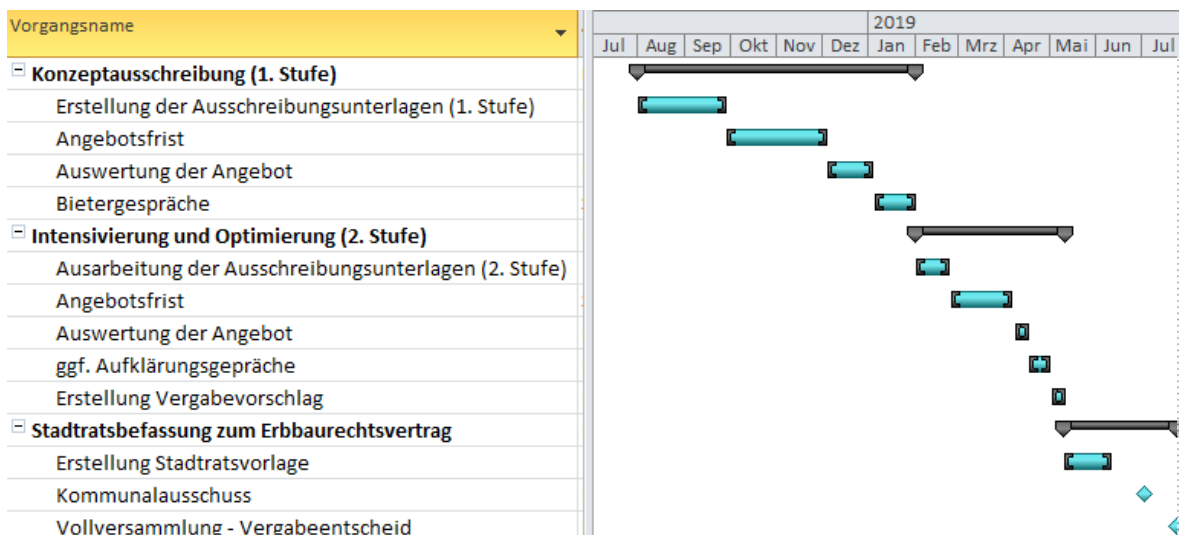 Vorgangsname
2019
Jul Aug Sep Okt Nov Dez Jan Feb Mrz Apr Mai Jun Jul
Konzeptausschreibung (1. Stufe)
Erstellung der Ausschreibungsunterlagen (1. Stufe)
Angebotsfrist
Auswertung der Angebot
Bietergespräche
Intensivierung und Optimierung (2. Stufe)
Ausarbeitung der Ausschreibungsunterlagen (2. Stufe)
Angebotsfrist
Auswertung der Angebot
ggf. Aufklärungsgepräche
Erstellung Vergabevorschlag
Stadtratsbefassung zum Erbbaurechtsvertrag
Erstellung Stadtratsvorlage
Kommunalausschuss
Vollversammlung - Vergabeentscheid